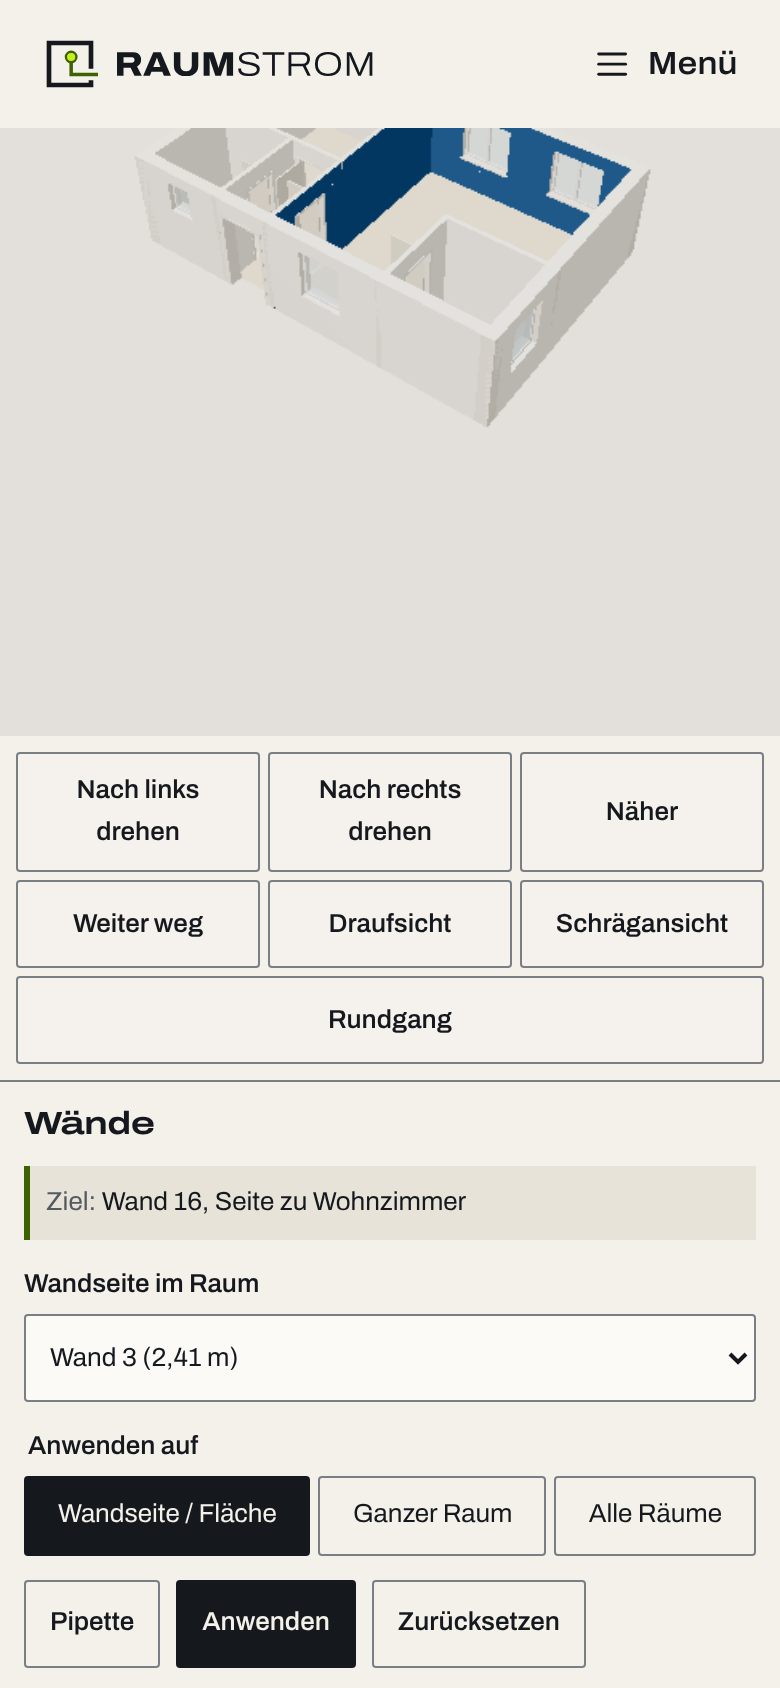 RAUMSTROM
Menü
Nach links
drehen
Nach rechts
drehen
Näher
Weiter weg
Draufsicht
Schrägansicht
Rundgang
Wände
Ziel: Wand 16, Seite zu Wohnzimmer
Wandseite im Raum
Wand 3 (2,41 m)
Anwenden auf
Wandseite / Fläche
Ganzer Raum
Alle Räume
Pipette
Anwenden
Zurücksetzen